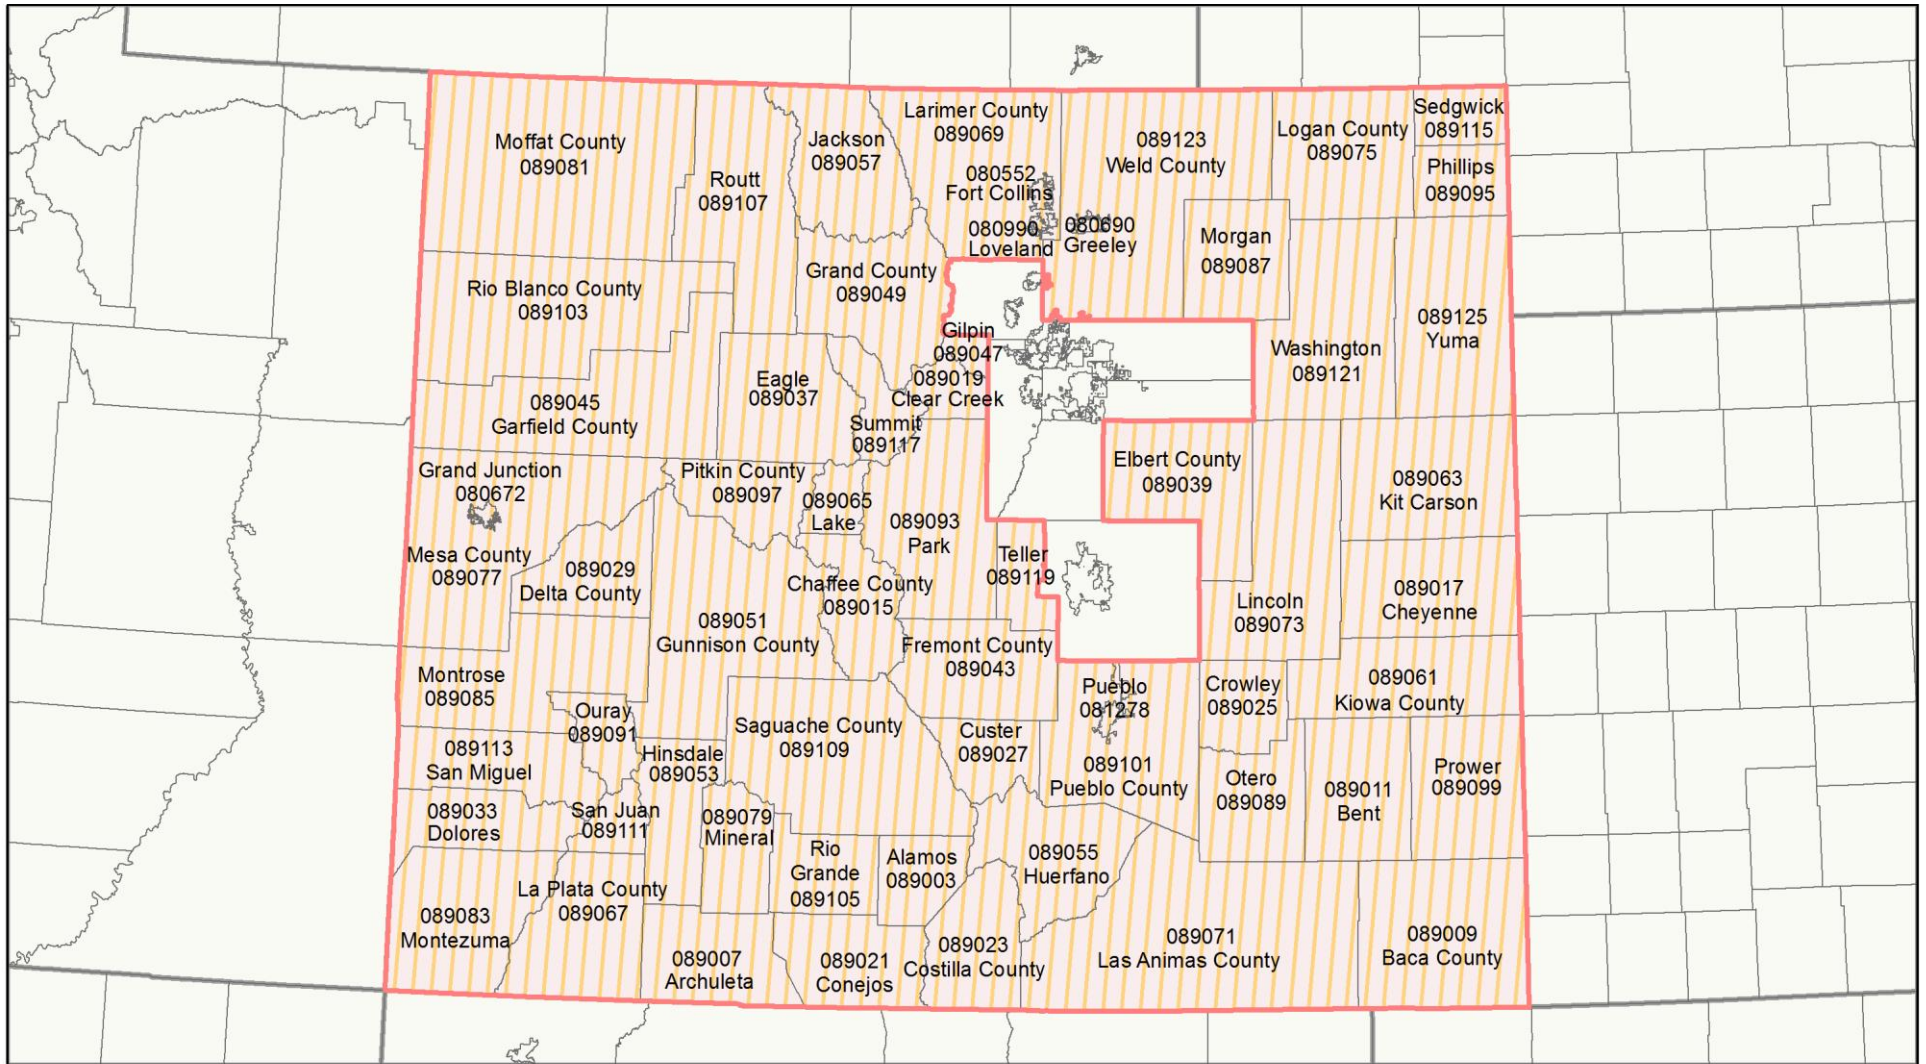 Moffat County
089081
Routt
089107
Jackson
089057
Larimer County
089069
080552
Fort Collins
080990
Loveland
089123
Weld County
080690
Greeley
Logan County
089075
Sedgwick
089115
Phillips
089095
Morgan
089087
Rio Blanco County
089103
Grand County
089049
Gilpin
089047
089019
Clear Creek
Washington
089121
089125
Yuma
089045
Garfield County
Eagle
089037
Summit
089117
Grand Junction
080672
Pitkin County
089097
089065
Lake
Elbert County
089039
089063
Kit Carson
Mesa County
089077
089029
Delta County
089093
Park
Teller
089119
Chaffee County
089015
089051
Gunnison County
Lincoln
089073
089017
Cheyenne
Fremont County
089043
Montrose
089085
Ouray
089091
Saguache County
089109
Pueblo
081278
Crowley
089025
089061
Kiowa County
089113
San Miguel
Hinsdale
089053
Custer
089027
089101
Pueblo County
Otero
089089
089011
Bent
Prower
089099
089033
Dolores
San Juan
089111
089079
Mineral
Rio
Grande
089105
Alamos
089003
089055
Huerfano
089083
Montezuma
La Plata County
089067
089007
Archuleta
089021
Conejos
089023
Costilla County
089071
Las Animas County
089009
Baca County